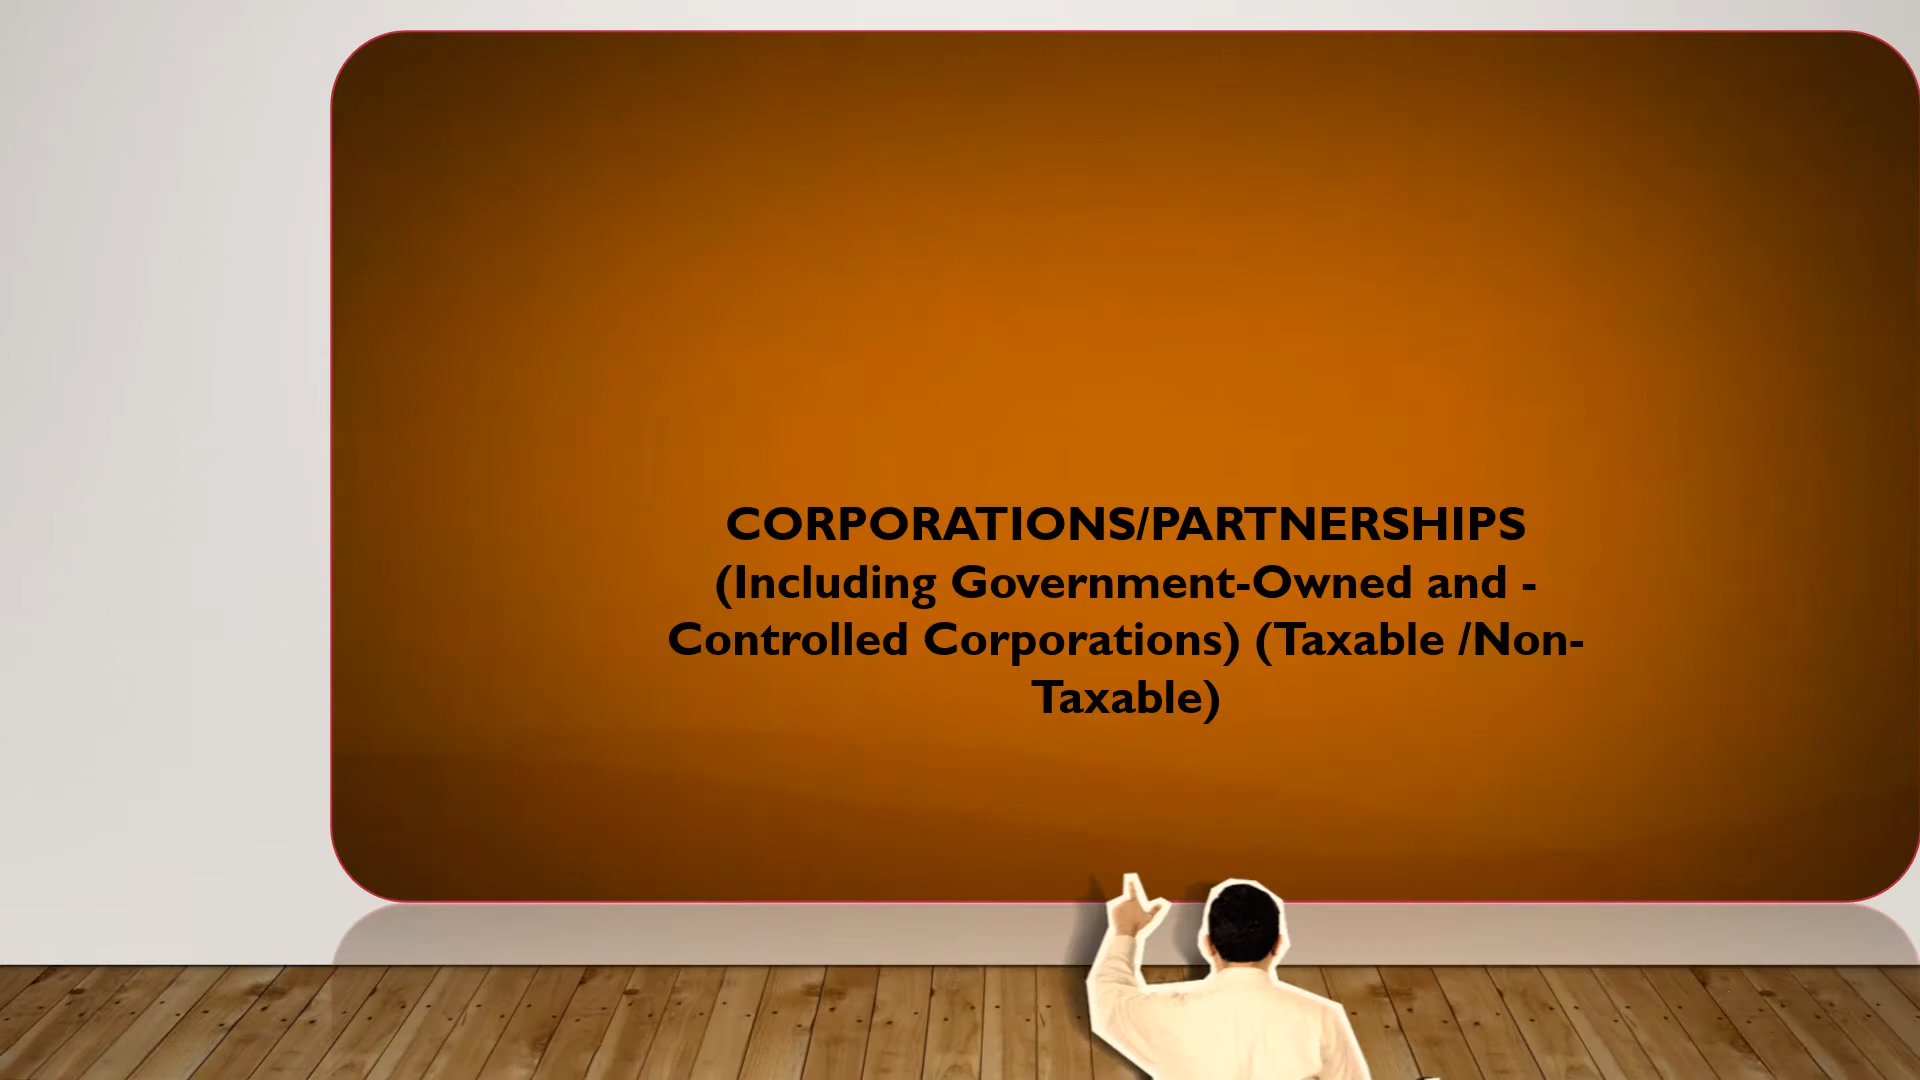 CORPORATIONS/PARTNERSHIPS
(Including Government-Owned and -
Controlled Corporations) (Taxable /Non-
Taxable)